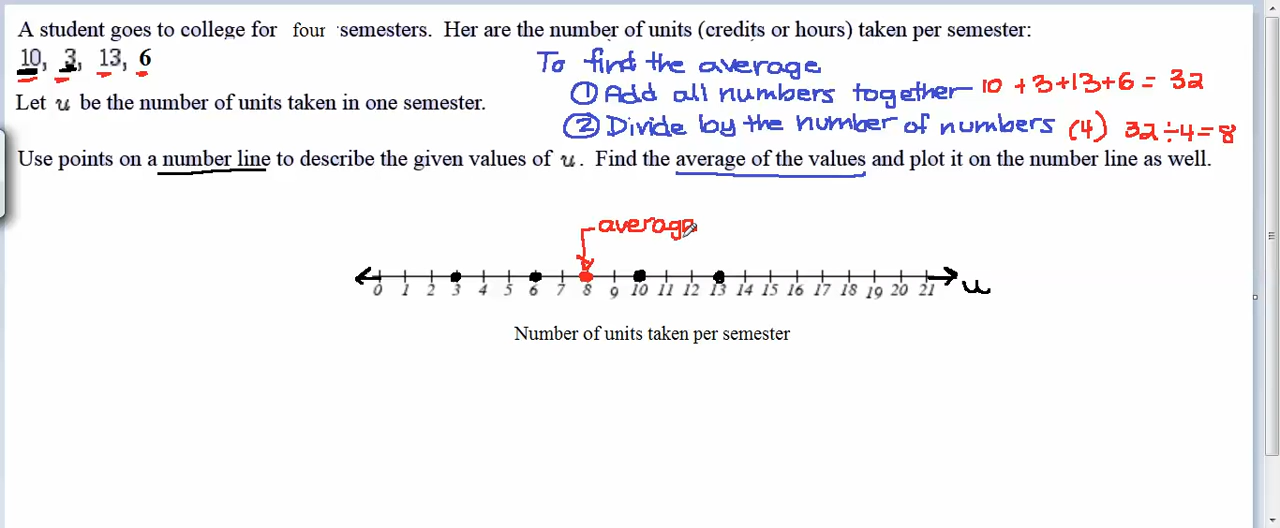 A student goes to college for four semesters. Her are the number of units (credits or hours) taken per semester:
10, 3, 13, 6
To find the average
① Add all numbers together - 10 + 3 + 13 + 6 = 32
Let u be the number of units taken in one semester.
② Divide by the number of numbers (4) 32 ÷ 4 = 8
Use points on a number line to describe the given values of u. Find the average of the values and plot it on the number line as well.
average
0 1 2 3 4 5 6 7 8 9 10 11 12 13 14 15 16 17 18 19 20 21 u
Number of units taken per semester